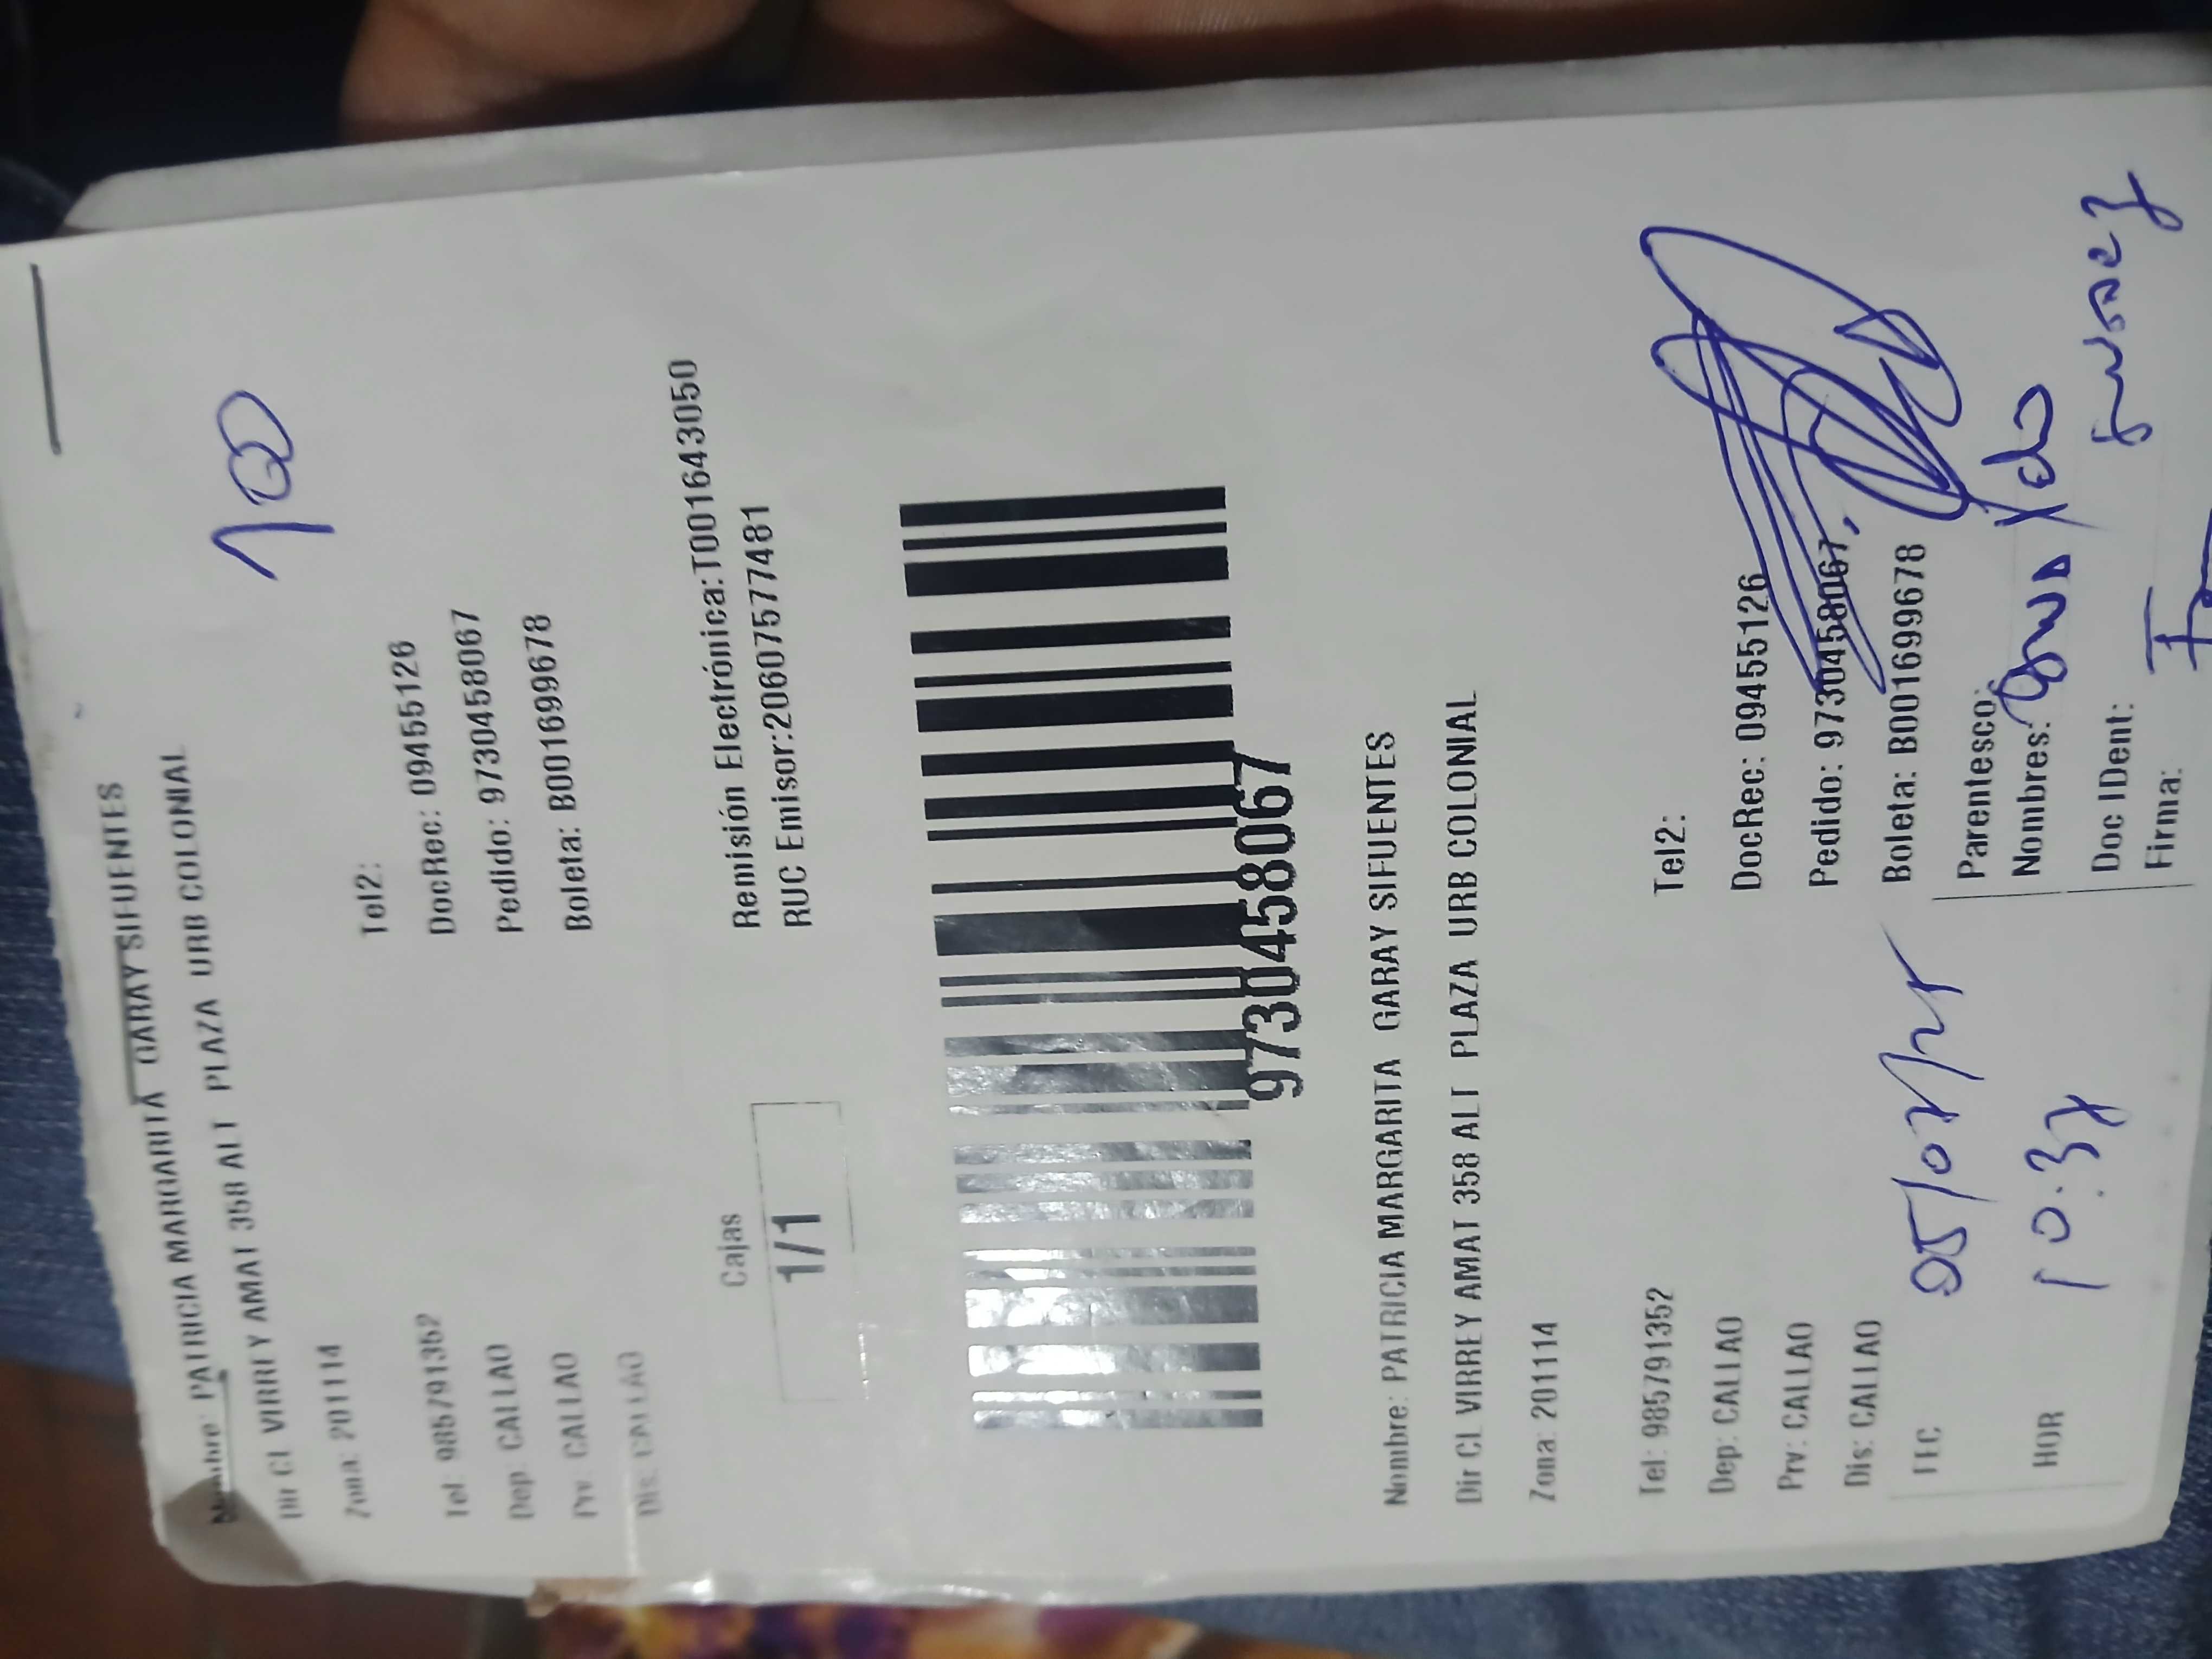 Nombre: PATRICIA MARGARITA GARAY SIFUENTES
Dir CL VIRREY AMAT 358 ALT PLAZA URB COLONIAL
100
Zona: 201114
Tel2:
Tel: 985791352
DocRec: 09455126
Dep: CALLAO
Pedido: 9730458067
Prv: CALLAO
Boleta: B00169699678
Dis: CALLAO
Cajas
1/1
Remisión Electrónica:T001643050
RUC Emisor:20607577481
9730458067
Nombre: PATRICIA MARGARITA GARAY SIFUENTES
Dir CL VIRREY AMAT 358 ALT PLAZA URB COLONIAL
Zona: 201114
Tel2:
Tel: 985791352
DocRec: 09455126
Dep: CALLAO
Pedido: 9730458067
Prv: CALLAO
Boleta: B00169699678
Dis: CALLAO
FEC
Parentesco:
Nombres:
HOR 10:37
Doc IDent:
Firma: